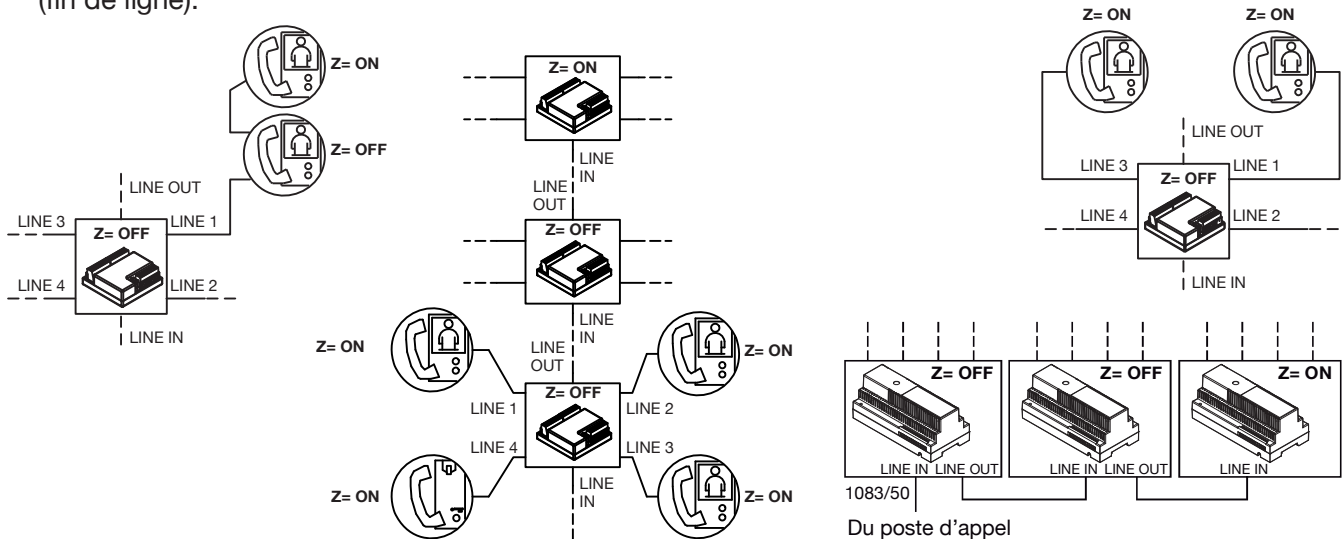 (fin de ligne).
Z= ON
Z= OFF
LINE OUT
LINE 3
LINE 1
Z= OFF
LINE 4
LINE 2
LINE IN
Z= ON
LINE
IN
LINE
OUT
Z= OFF
LINE
IN
LINE
OUT
Z= ON
Z= ON
Z= OFF
LINE 1
LINE 2
LINE 4
LINE 3
Z= ON
Z= ON
LINE
IN
Z= ON
Z= ON
LINE OUT
LINE 3
LINE 1
Z= OFF
LINE 4
LINE 2
LINE IN
Z= OFF
Z= OFF
Z= ON
LINE IN LINE OUT
LINE IN LINE OUT
LINE IN
1083/50
Du poste d'appel